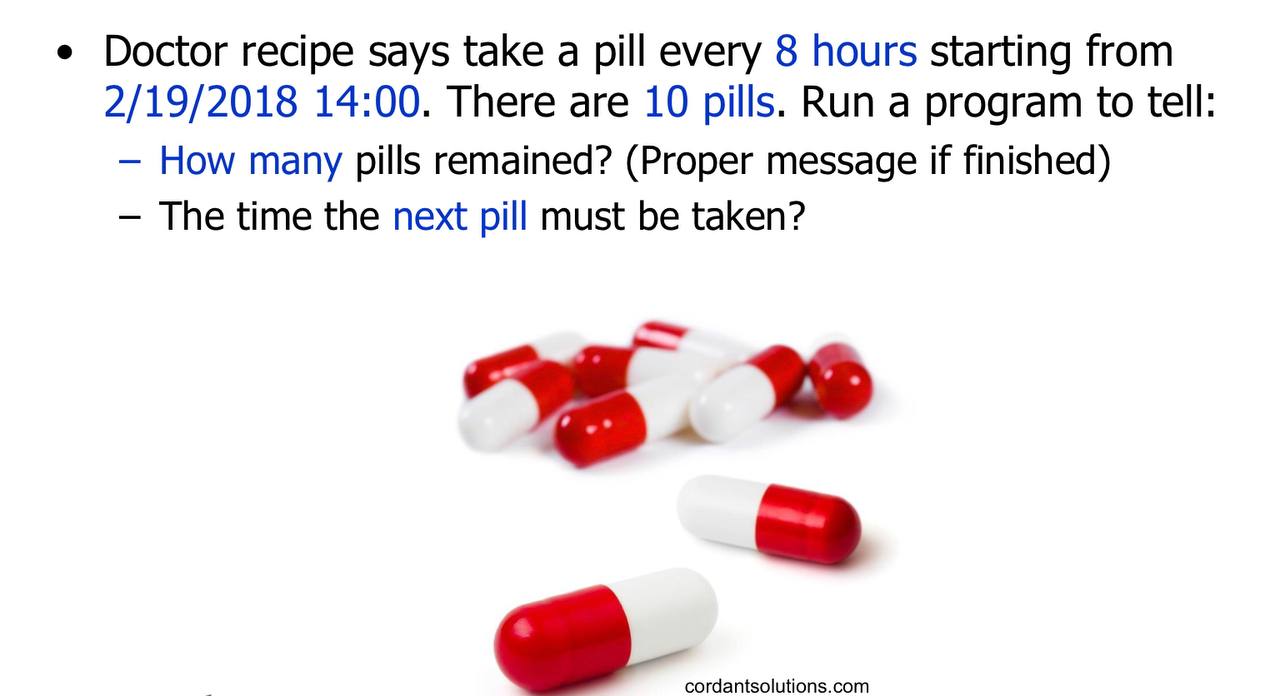 • Doctor recipe says take a pill every 8 hours starting from
2/19/2018 14:00. There are 10 pills. Run a program to tell:
– How many pills remained? (Proper message if finished)
– The time the next pill must be taken?
cordantsolutions.com